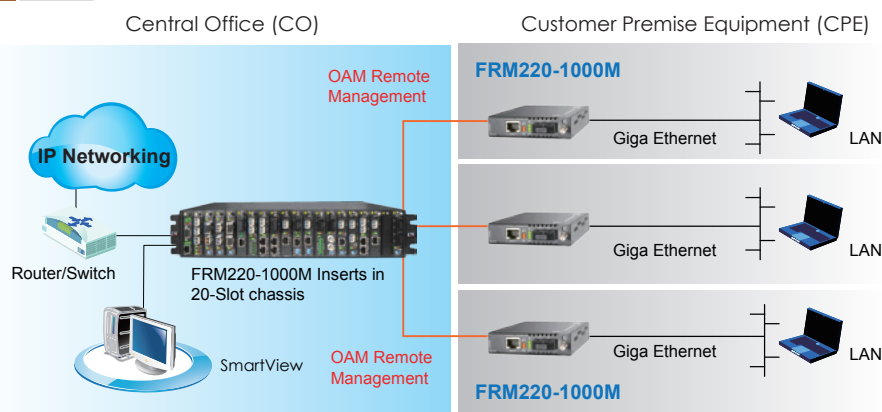 Central Office (CO)
Customer Premise Equipment (CPE)
OAM Remote
Management
FRM220-1000M
IP Networking
Giga Ethernet
LAN
Router/Switch
FRM220-1000M Inserts in
20-Slot chassis
Giga Ethernet
LAN
SmartView
OAM Remote
Management
Giga Ethernet
LAN
FRM220-1000M